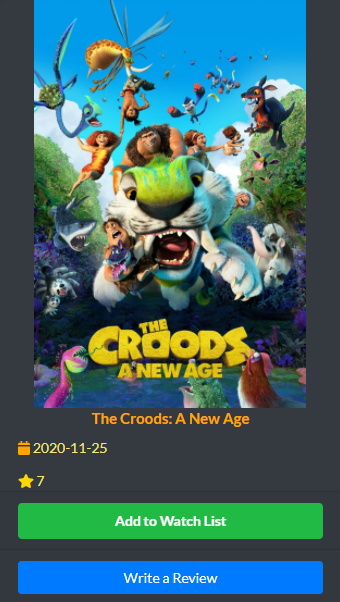 THE
CROODS
A NEW AGE
The Croods: A New Age
2020-11-25
7
Add to Watch List
Write a Review